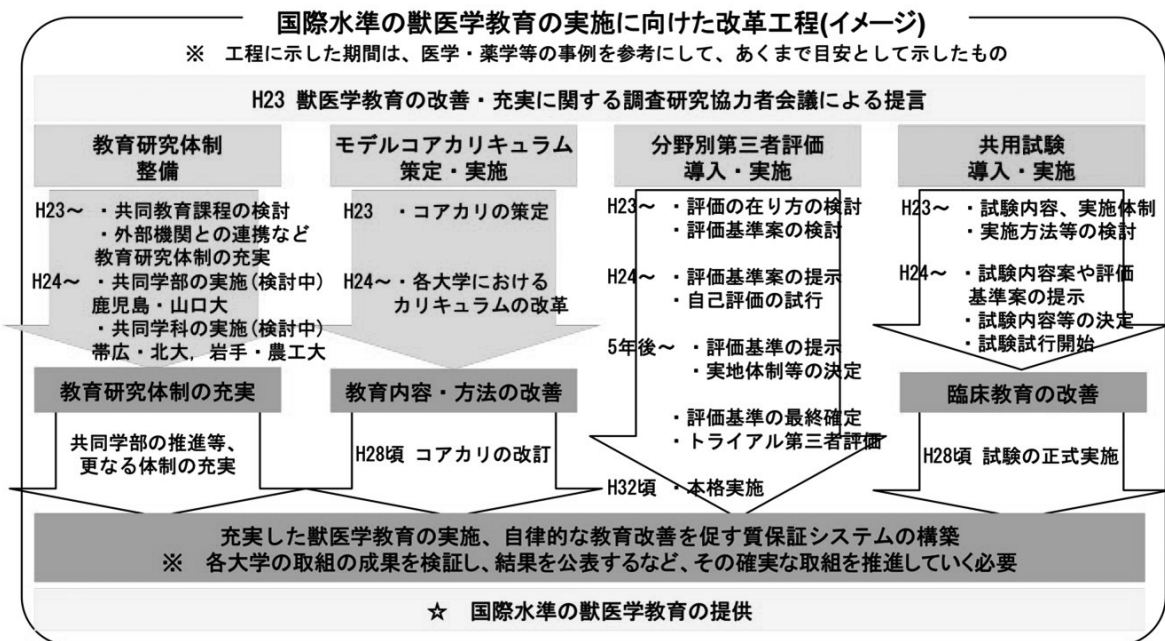 国際水準の獣医学教育の実施に向けた改革工程(イメージ)
※ 工程に示した期間は、医学・薬学等の事例を参考にして、あくまで目安として示したもの
H23 獣医学教育の改善・充実に関する調査研究協力者会議による提言
教育研究体制
整備
H23～ ・共同教育課程の検討
・外部機関との連携など
教育研究体制の充実
H24～ ・共同学部の実施(検討中)
鹿児島・山口大
・共同学科の実施(検討中)
帯広・北大, 岩手・農工大
教育研究体制の充実
共同学部の推進等、
更なる体制の充実
モデルコアカリキュラム
策定・実施
H23 ・コアカリの策定
H24～ ・各大学における
カリキュラムの改革
教育内容・方法の改善
H28頃 コアカリの改訂
分野別第三者評価
導入・実施
H23～ ・評価の在り方の検討
・評価基準案の検討
H24～ ・評価基準案の提示
・自己評価の試行
5年後～ ・評価基準の提示
・実地体制等の決定
・評価基準の最終確定
・トライアル第三者評価
H32頃 ・本格実施
共用試験
導入・実施
H23～ ・試験内容、実施体制
・実施方法等の検討
H24～ ・試験内容案や評価
基準案の提示
・試験内容等の決定
・試験試行開始
臨床教育の改善
H28頃 試験の正式実施
充実した獣医学教育の実施、自律的な教育改善を促す質保証システムの構築
※ 各大学の取組の成果を検証し、結果を公表するなど、その確実な取組を推進していく必要
☆ 国際水準の獣医学教育の提供